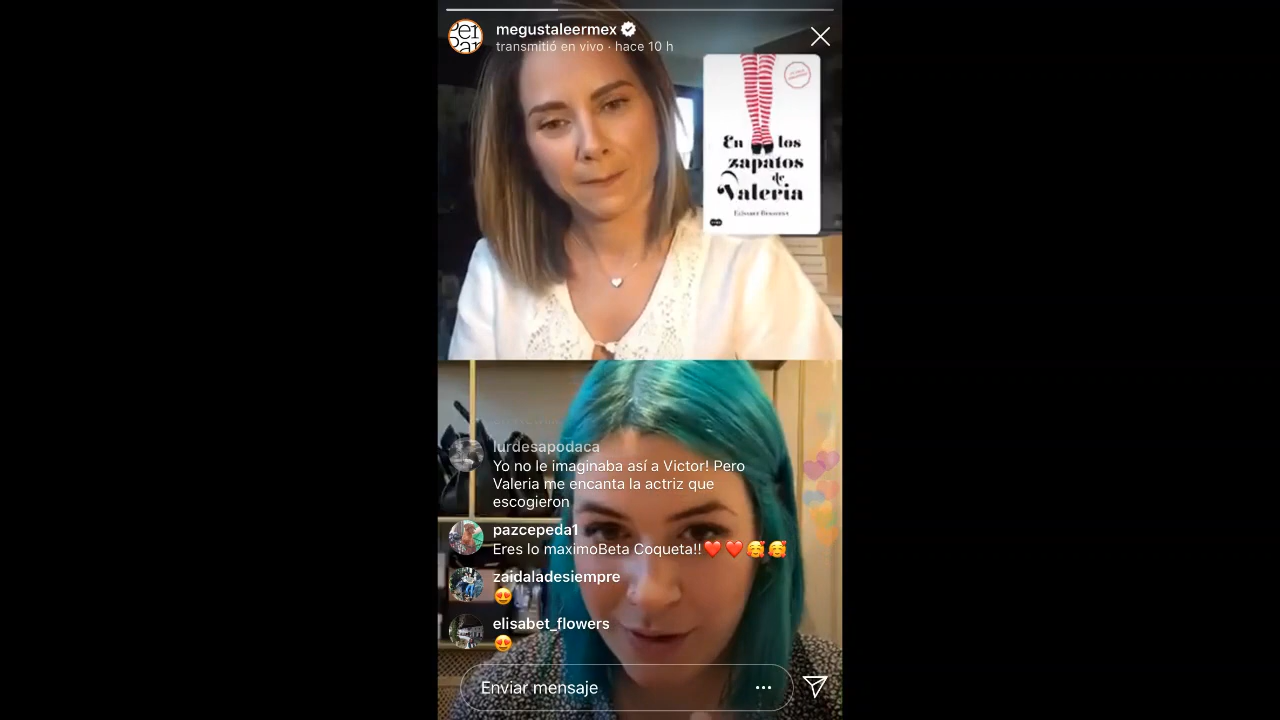 megustaleermex
transmitió en vivo · hace 10 h
En los
zapatos
de
Valeria
Elísabet Benavent
lurdesapodaca
Yo no le imaginaba así a Victor! Pero
Valeria me encanta la actriz que
escogieron
pazcepeda1
Eres lo maximoBeta Coqueta!!❤️❤️🥰🥰
zaidaladesiempre
😍
elisabet_flowers
😍
Enviar mensaje